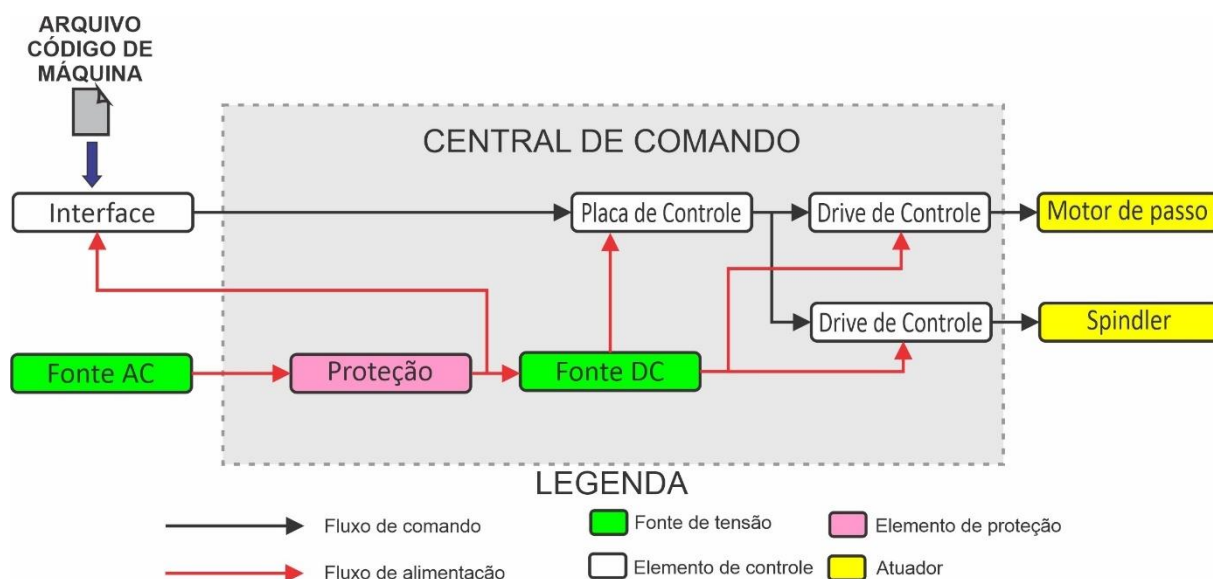 ARQUIVO
CÓDIGO DE
MÁQUINA
CENTRAL DE COMANDO
Interface
Placa de Controle
Drive de Controle
Motor de passo
Drive de Controle
Spindler
Fonte AC
Proteção
Fonte DC
LEGENDA
Fluxo de comando
Fonte de tensão
Elemento de proteção
Fluxo de alimentação
Elemento de controle
Atuador